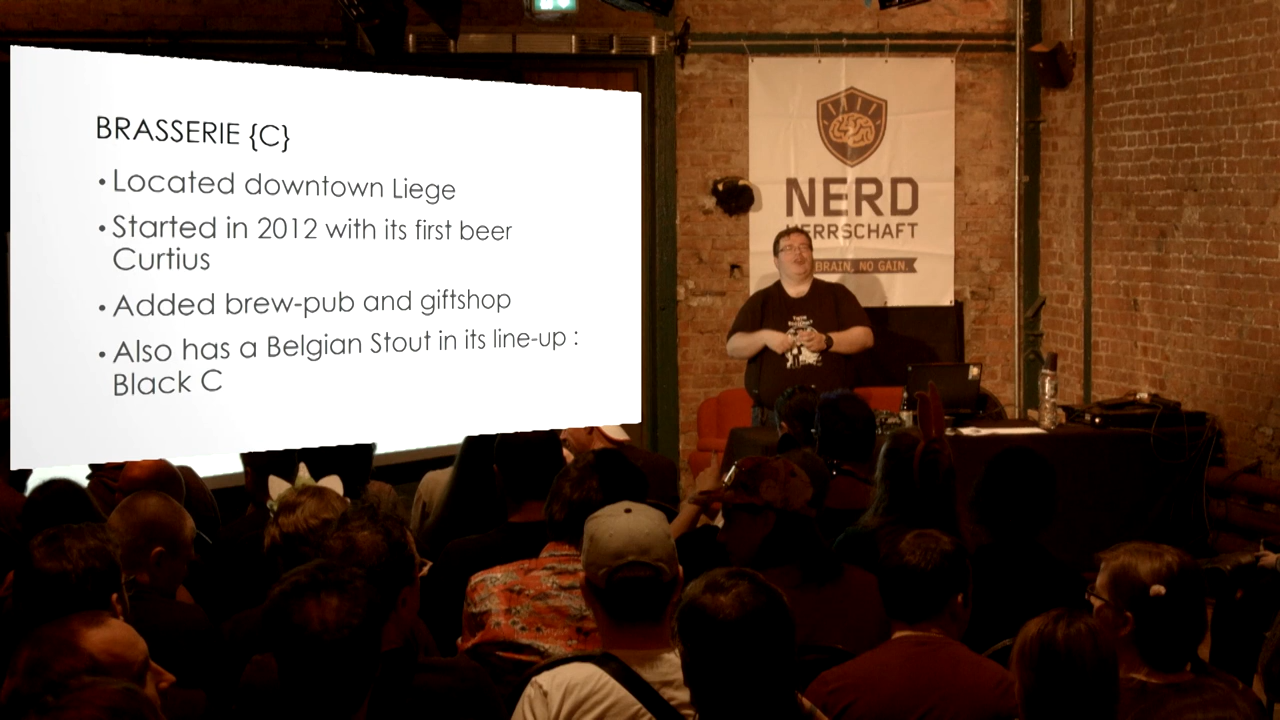 BRASSERIE {C}
• Located downtown Liege
• Started in 2012 with its first beer
Curtius
• Added brew-pub and giftshop
• Also has a Belgian Stout in its line-up :
Black C
NERD
HERRSCHAFT
BRAIN, NO GAIN.